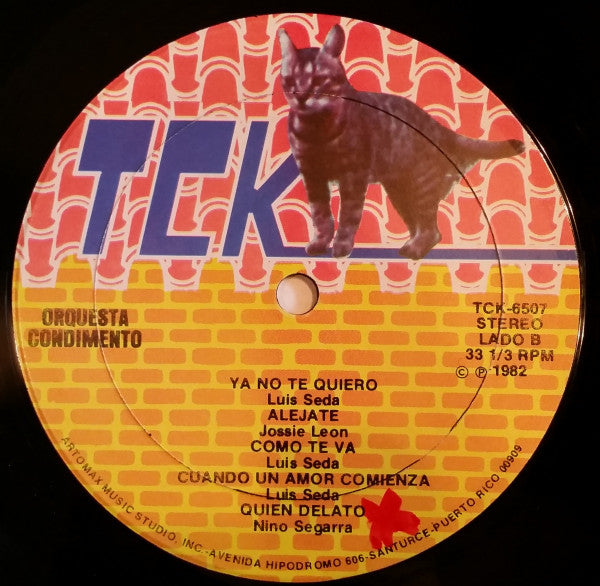 TCK
ORQUESTA
CONDIMENTO
TCK-6507
STEREO
LADO B
33 1/3 RPM
© ℗ 1982
YA NO TE QUIERO
Luis Seda
ALEJATE
Jossie Leon
COMO TE VA
Luis Seda
CUANDO UN AMOR COMIENZA
Luis Seda
QUIEN DELATO
Nino Segarra
ARTOMAX MUSIC STUDIO, INC.-AVENIDA HIPODROMO 606-SANTURCE-PUERTO RICO 00909